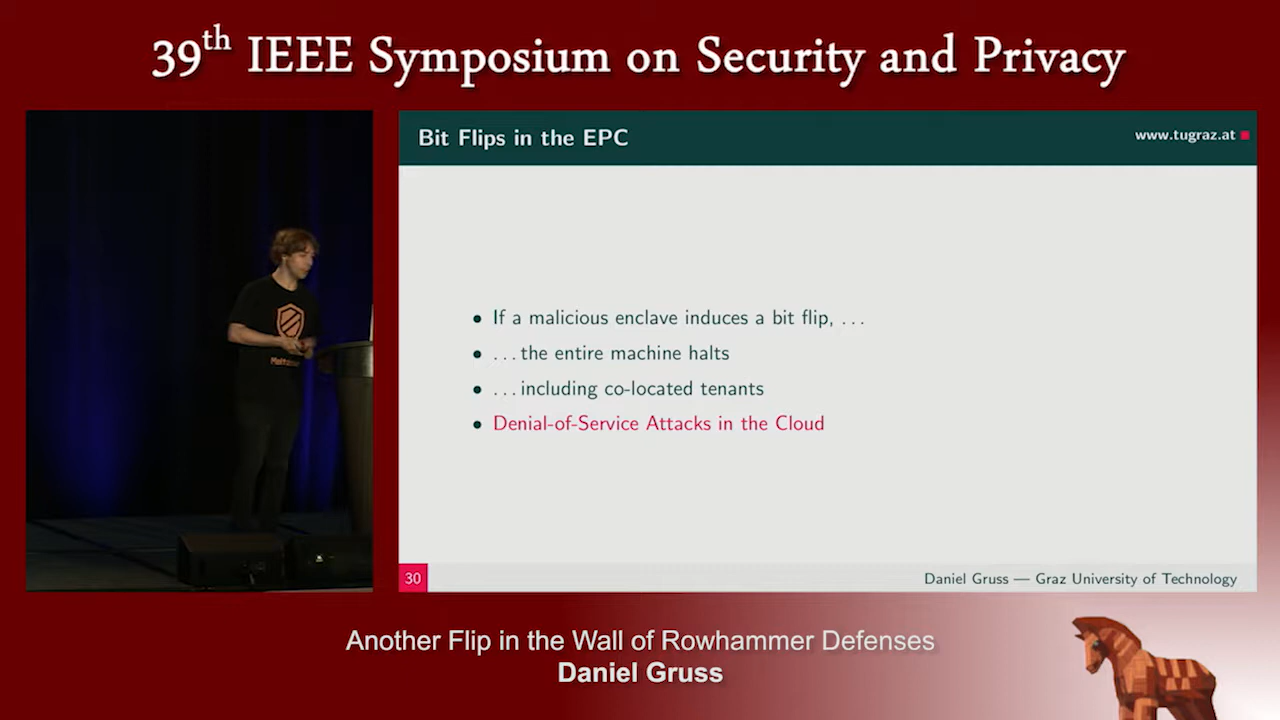 39th IEEE Symposium on Security and Privacy
Bit Flips in the EPC
www.tugraz.at
• If a malicious enclave induces a bit flip, ...
• ...the entire machine halts
• ...including co-located tenants
• Denial-of-Service Attacks in the Cloud
30
Daniel Gruss — Graz University of Technology
Another Flip in the Wall of Rowhammer Defenses
Daniel Gruss